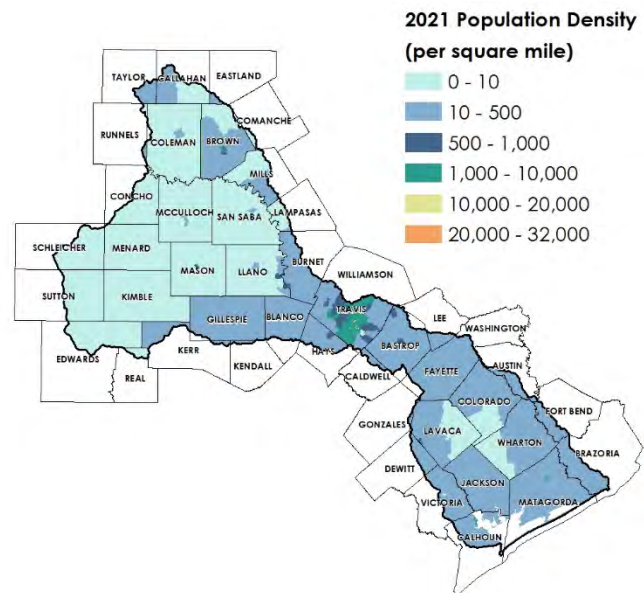 2021 Population Density
(per square mile)
0 - 10
10 - 500
500 - 1,000
1,000 - 10,000
10,000 - 20,000
20,000 - 32,000
TAYLOR
CALLAHAN
EASTLAND
COMANCHE
RUNNELS
COLEMAN
BROWN
MILLS
CONCHO
MCCULLOCH
SAN SABA
LAMPASAS
SCHLEICHER
MENARD
MASON
LLANO
BURNET
WILLIAMSON
SUTTON
KIMBLE
GILLESPIE
BLANCO
TRAVIS
LEE
WASHINGTON
EDWARDS
REAL
KERR
KENDALL
HAYS
CALDWELL
BASTROP
FAYETTE
AUSTIN
COLORADO
FORT BEND
GONZALES
LAVACA
WHARTON
BRAZORIA
DEWITT
JACKSON
VICTORIA
MATAGORDA
CALHOUN